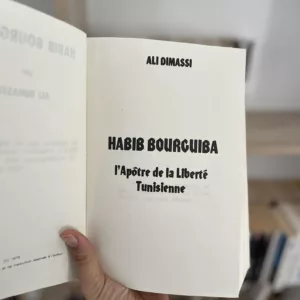 ALI DIMASSI
HABIB BOURGUIBA
l'Apôtre de la Liberté
Tunisienne